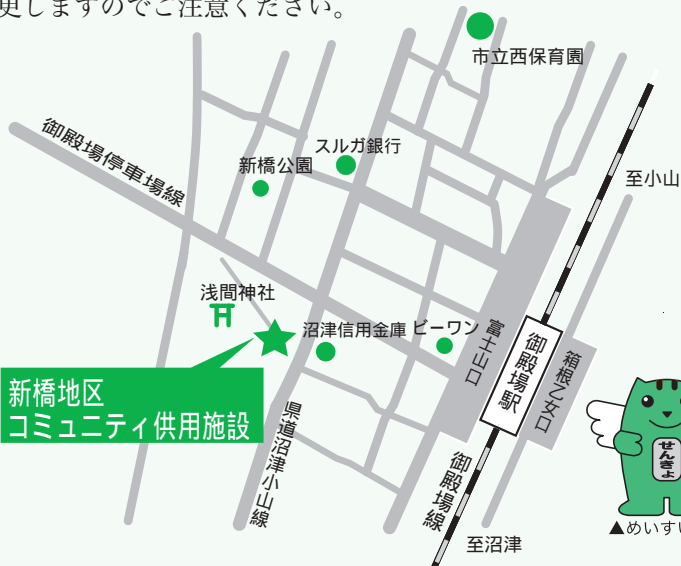 更しますのでご注意ください。
市立西保育園
御殿場停車場線
スルガ銀行
新橋公園
至小山
浅間神社
沼津信用金庫
ビーワン
富士山口
御殿場駅
箱根乙女口
新橋地区
コミュニティ供用施設
県道沼津小山線
御殿場線
せんきょ
至沼津
▲めいすい